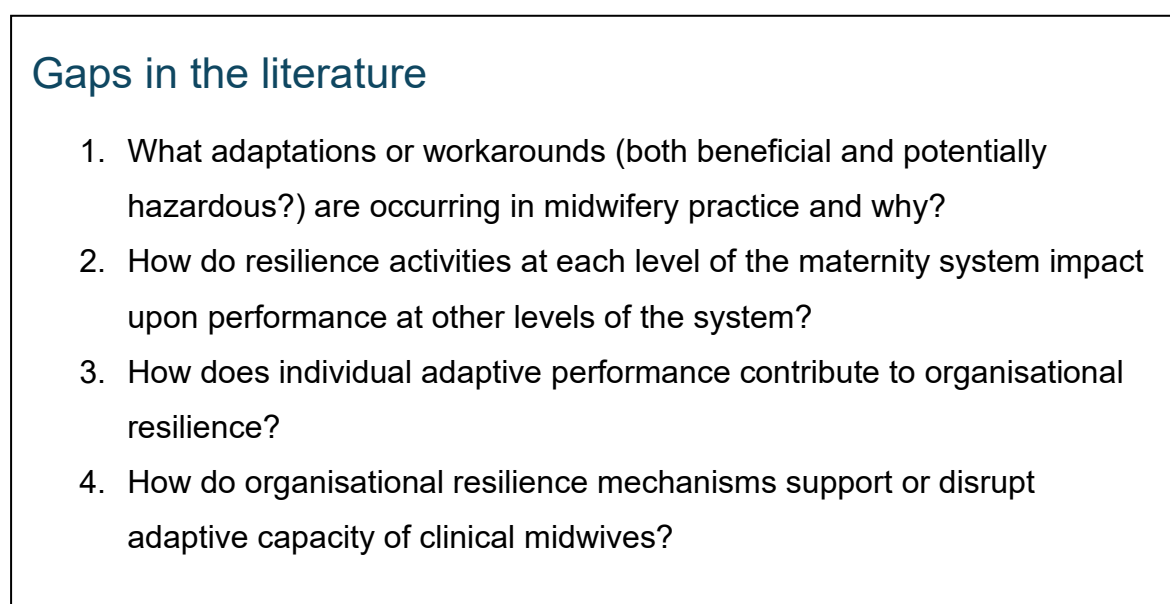 Gaps in the literature
1. What adaptations or workarounds (both beneficial and potentially
hazardous?) are occurring in midwifery practice and why?
2. How do resilience activities at each level of the maternity system impact
upon performance at other levels of the system?
3. How does individual adaptive performance contribute to organisational
resilience?
4. How do organisational resilience mechanisms support or disrupt
adaptive capacity of clinical midwives?